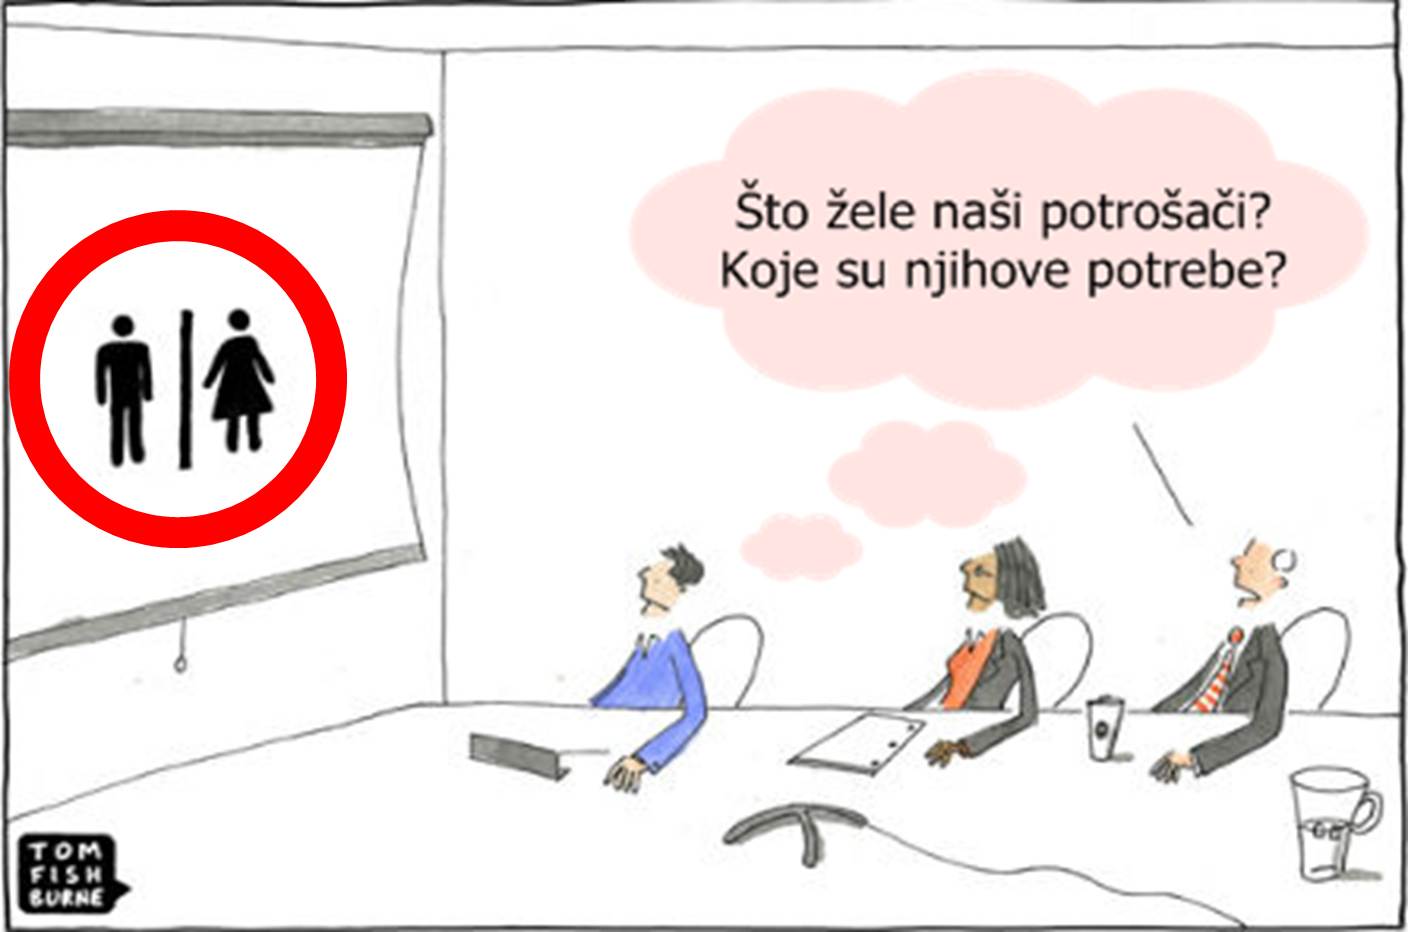 Što žele naši potrošači?
Koje su njihove potrebe?
TOM
FISH
BURNE